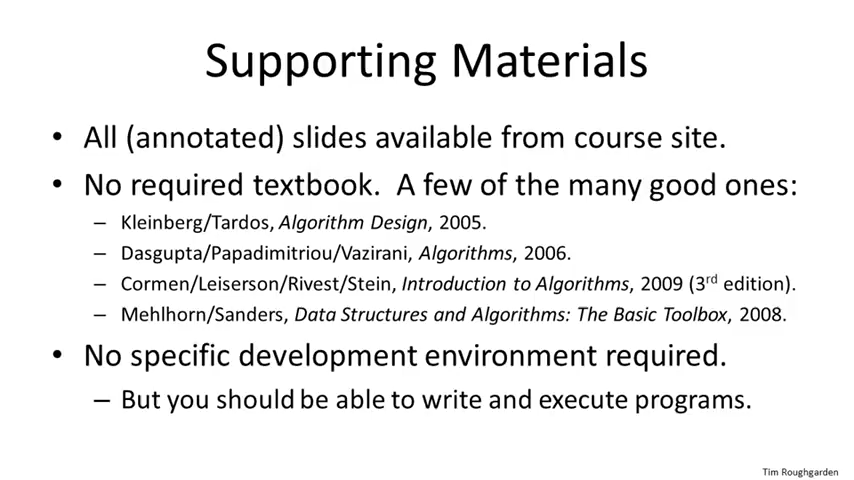 Supporting Materials
• All (annotated) slides available from course site.
• No required textbook. A few of the many good ones:
– Kleinberg/Tardos, Algorithm Design, 2005.
– Dasgupta/Papadimitriou/Vazirani, Algorithms, 2006.
– Cormen/Leiserson/Rivest/Stein, Introduction to Algorithms, 2009 (3rd edition).
– Mehlhorn/Sanders, Data Structures and Algorithms: The Basic Toolbox, 2008.
• No specific development environment required.
– But you should be able to write and execute programs.
Tim Roughgarden